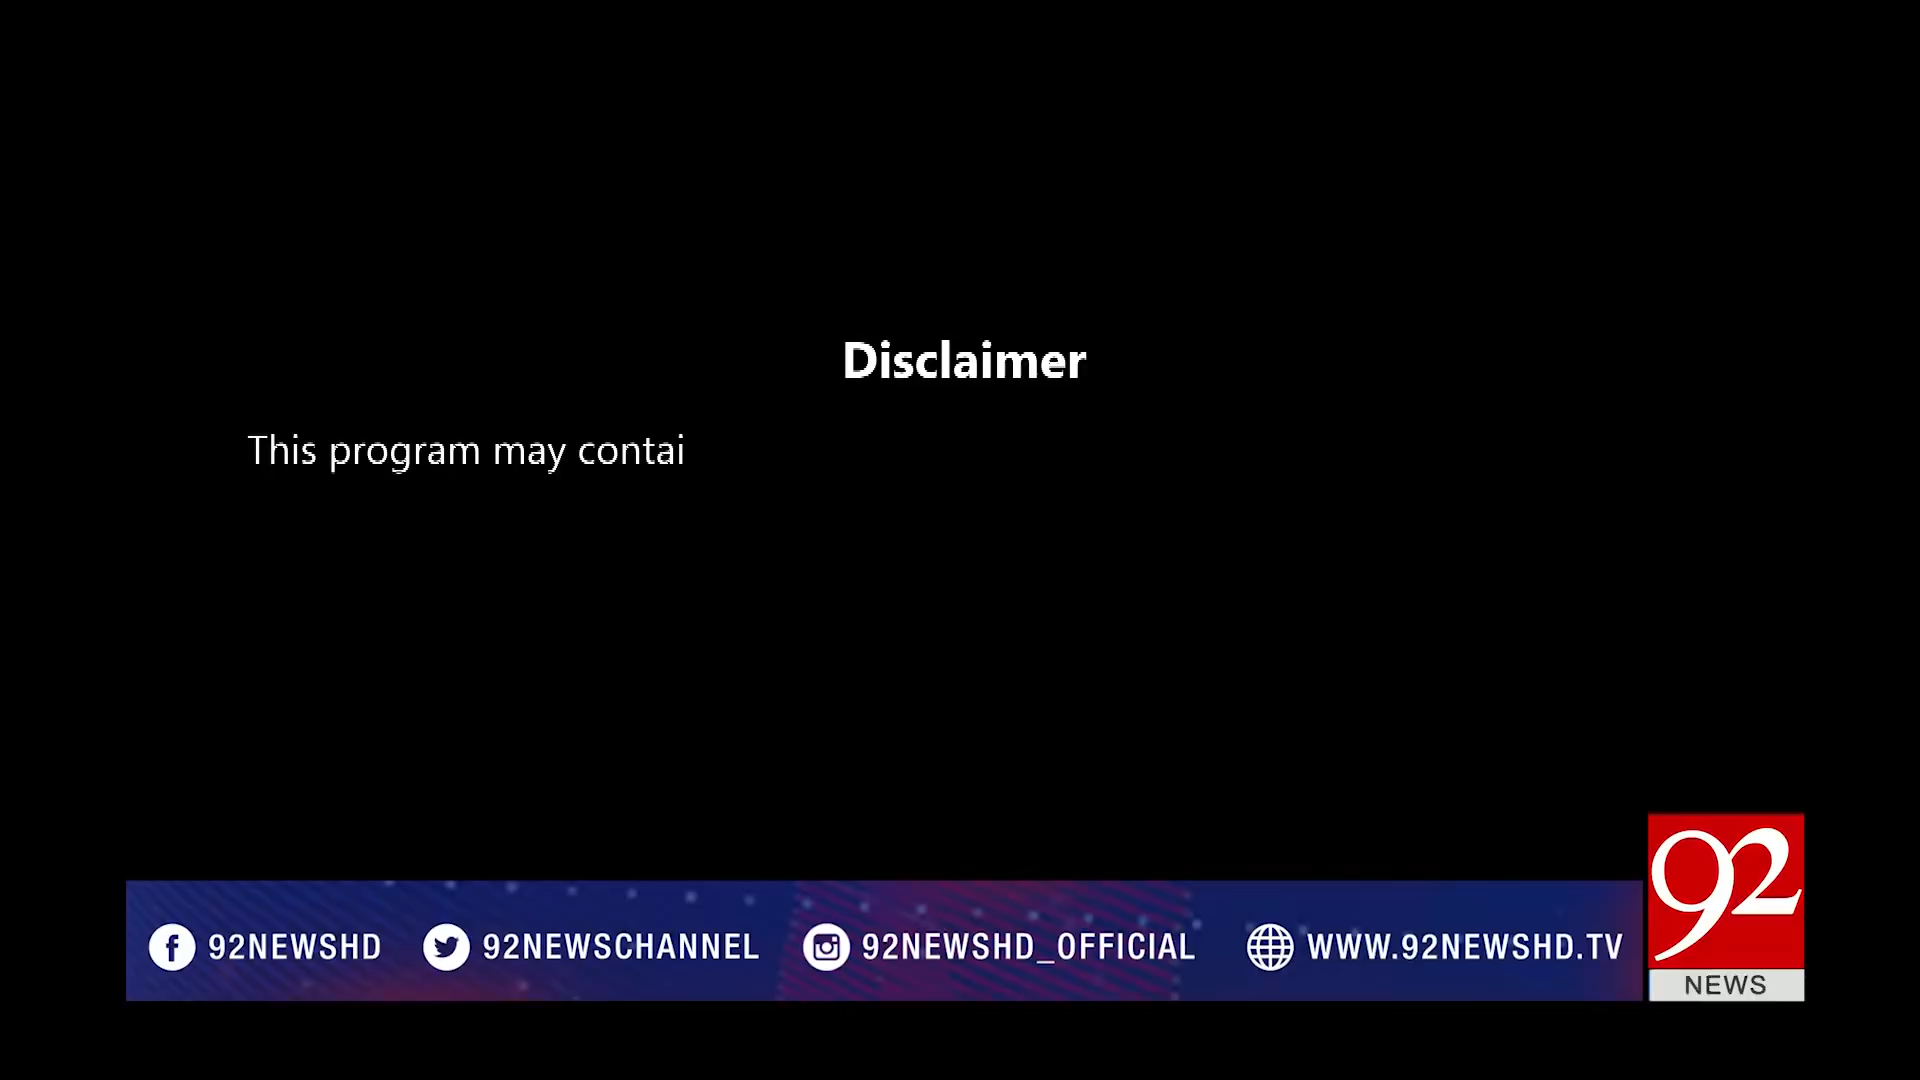 Disclaimer
This program may contai
92NEWSHD 92NEWSCHANNEL 92NEWSHD_OFFICIAL WWW.92NEWSHD.TV
92
NEWS